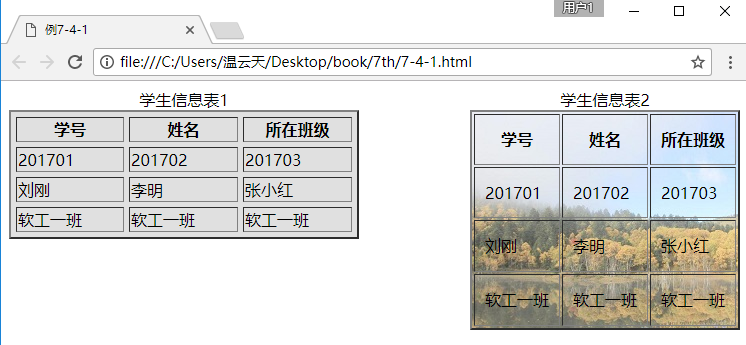 用户1
例7-4-1
file:///C:/Users/温云天/Desktop/book/7th/7-4-1.html
学生信息表1
学号 姓名 所在班级
201701 201702 201703
刘刚 李明 张小红
软工一班 软工一班 软工一班
学生信息表2
学号 姓名 所在班级
201701 201702 201703
刘刚 李明 张小红
软工一班 软工一班 软工一班